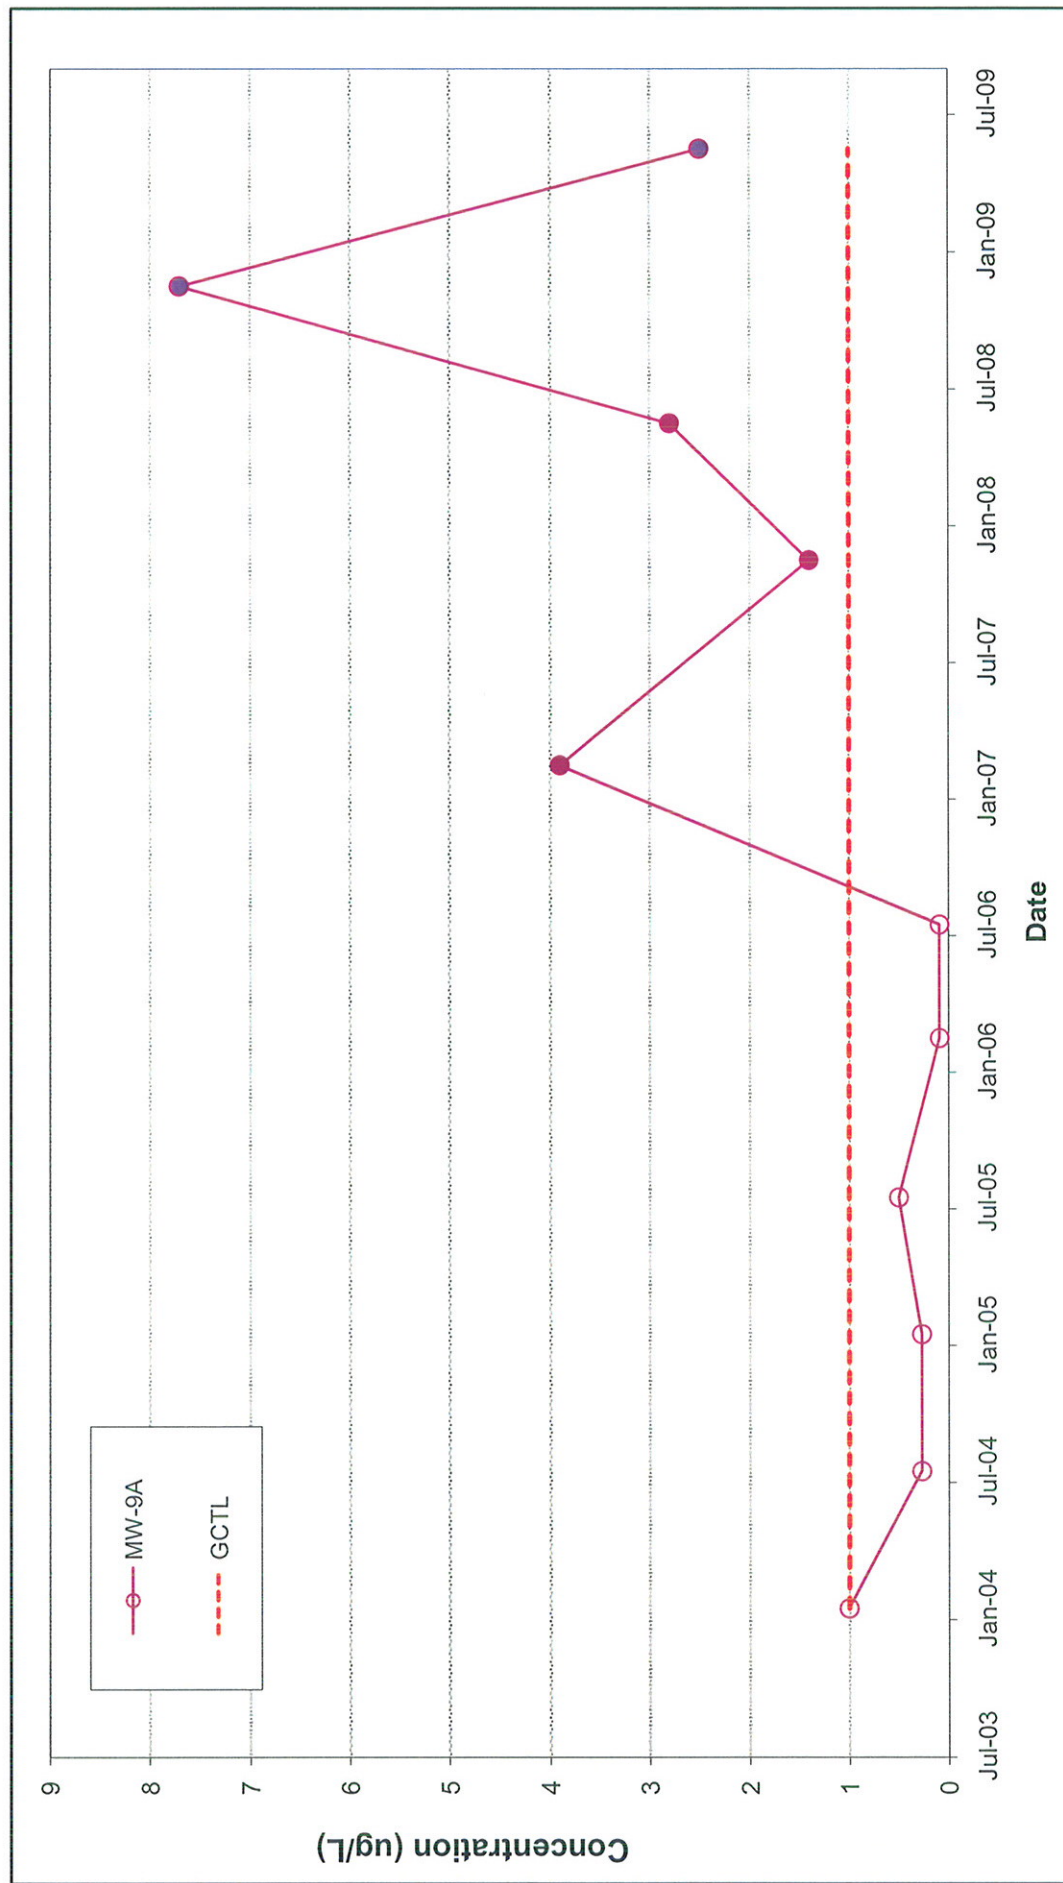 MW-9A
GCTL
9
8
7
6
5
4
3
2
1
0
Concentration (ug/L)
Jul-03
Jan-04
Jul-04
Jan-05
Jul-05
Jan-06
Jul-06
Jan-07
Jul-07
Jan-08
Jul-08
Jan-09
Jul-09
Date